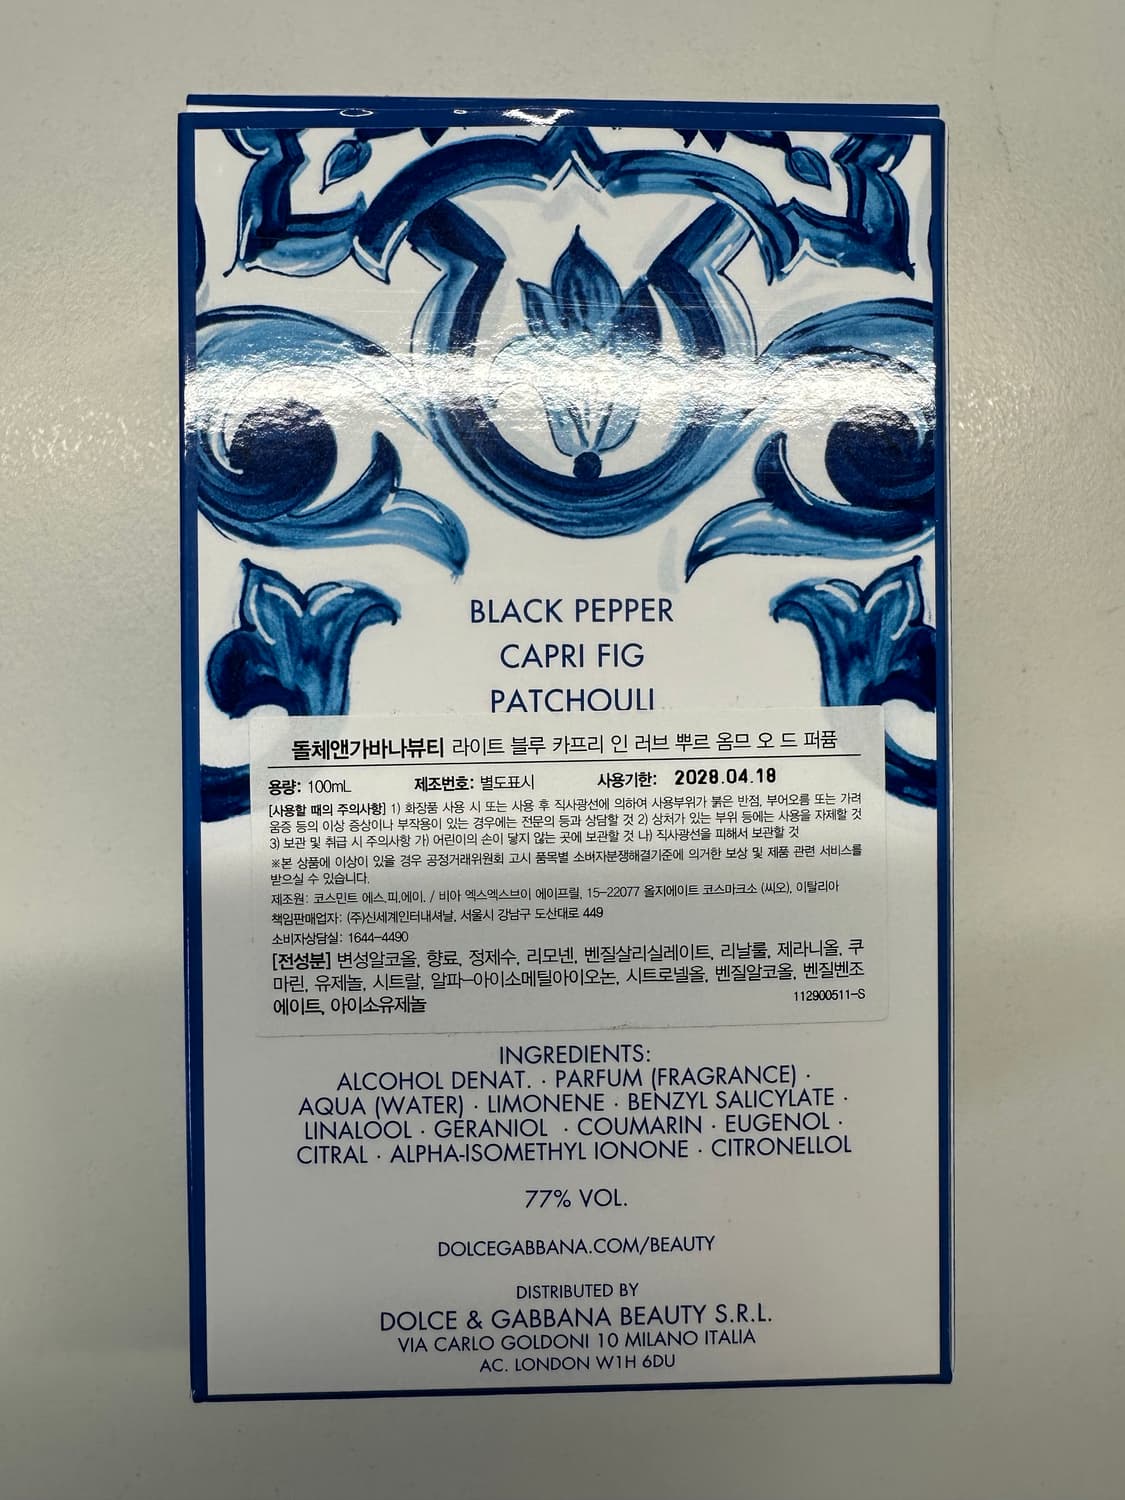 BLACK PEPPER
CAPRI FIG
PATCHOULI
돌체앤가바나뷰티 라이트 블루 카프리 인 러브 뿌르 옴므 오 드 퍼퓸
용량: 100mL 제조번호: 별도표시 사용기한: 2028.04.18
[사용할 때의 주의사항] 1) 화장품 사용 시 또는 사용 후 직사광선에 의하여 사용부위가 붉은 반점, 부어오름 또는 가려
움증 등의 이상 증상이나 부작용이 있는 경우에는 전문의 등과 상담할 것 2) 상처가 있는 부위 등에는 사용을 자제할 것
3) 보관 및 취급 시 주의사항 가) 어린이의 손이 닿지 않는 곳에 보관할 것 나) 직사광선을 피해서 보관할 것
※본 상품에 이상이 있을 경우 공정거래위원회 고시 품목별 소비자분쟁해결기준에 의거한 보상 및 제품 관련 서비스를
받으실 수 있습니다.
제조원: 코스민트 에스.피.에이. / 비아 엑스엑스브이 에이프릴, 15-22077 올지에이트 코스마크소 (씨오), 이탈리아
책임판매업자: (주)신세계인터내셔날, 서울시 강남구 도산대로 449
소비자상담실: 1644-4490
[전성분] 변성알코올, 향료, 정제수, 리모넨, 벤질살리실레이트, 리날룰, 제라니올, 쿠
마린, 유제놀, 시트랄, 알파-아이소메틸아이오논, 시트로넬올, 벤질알코올, 벤질벤조
에이트, 아이소유제놀 112900511-S
INGREDIENTS:
ALCOHOL DENAT. · PARFUM (FRAGRANCE) ·
AQUA (WATER) · LIMONENE · BENZYL SALICYLATE ·
LINALOOL · GERANIOL · COUMARIN · EUGENOL ·
CITRAL · ALPHA-ISOMETHYL IONONE · CITRONELLOL
77% VOL.
DOLCEGABBANA.COM/BEAUTY
DISTRIBUTED BY
DOLCE & GABBANA BEAUTY S.R.L.
VIA CARLO GOLDONI 10 MILANO ITALIA
AC. LONDON W1H 6DU